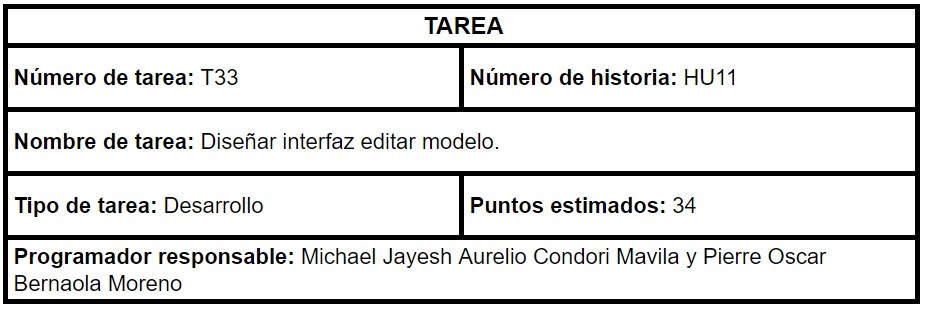 TAREA
Número de tarea: T33
Número de historia: HU11
Nombre de tarea: Diseñar interfaz editar modelo.
Tipo de tarea: Desarrollo
Puntos estimados: 34
Programador responsable: Michael Jayesh Aurelio Condori Mavila y Pierre Oscar
Bernaola Moreno